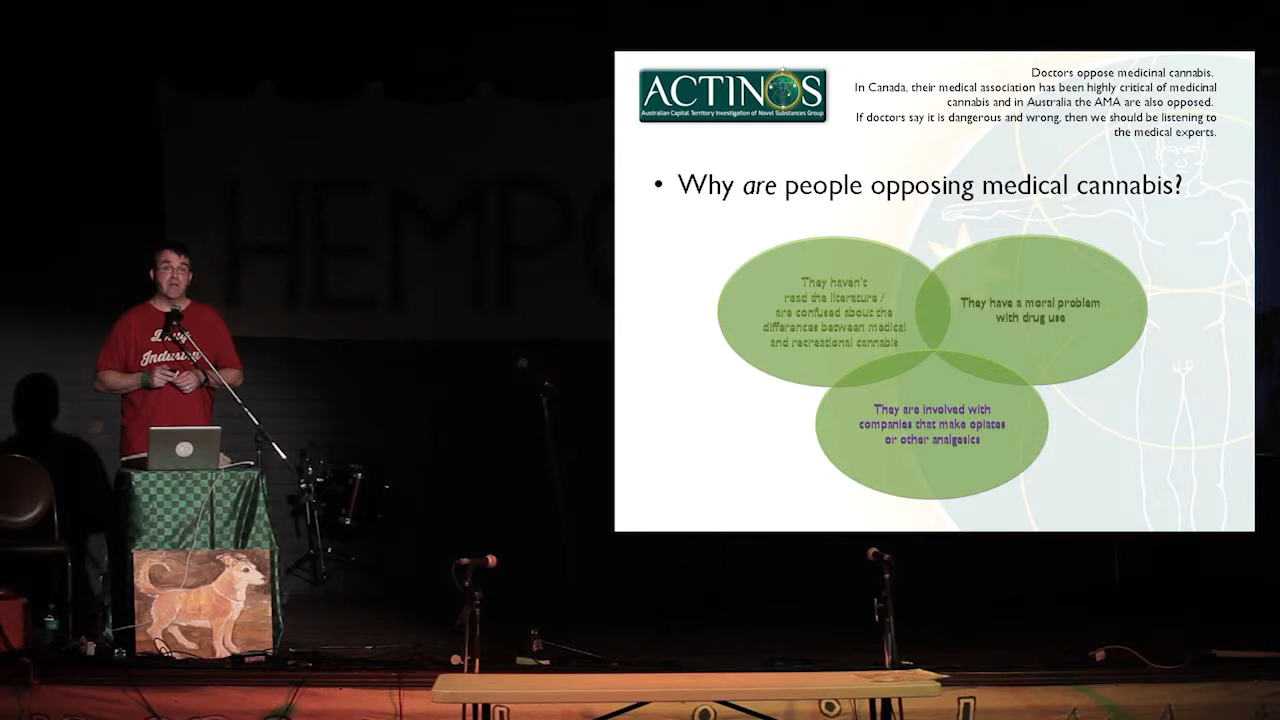 HEMP
Daily
Industry
ACTINOS
Australian Capital Territory Investigation of Novel Substances Group
Doctors oppose medicinal cannabis.
In Canada, their medical association has been highly critical of medicinal
cannabis and in Australia the AMA are also opposed.
If doctors say it is dangerous and wrong, then we should be listening to
the medical experts.
• Why are people opposing medical cannabis?
They haven't
read the literature /
are confused about the
differences between medical
and recreational cannabis
They have a moral problem
with drug use
They are involved with
companies that make opiates
or other analgesics